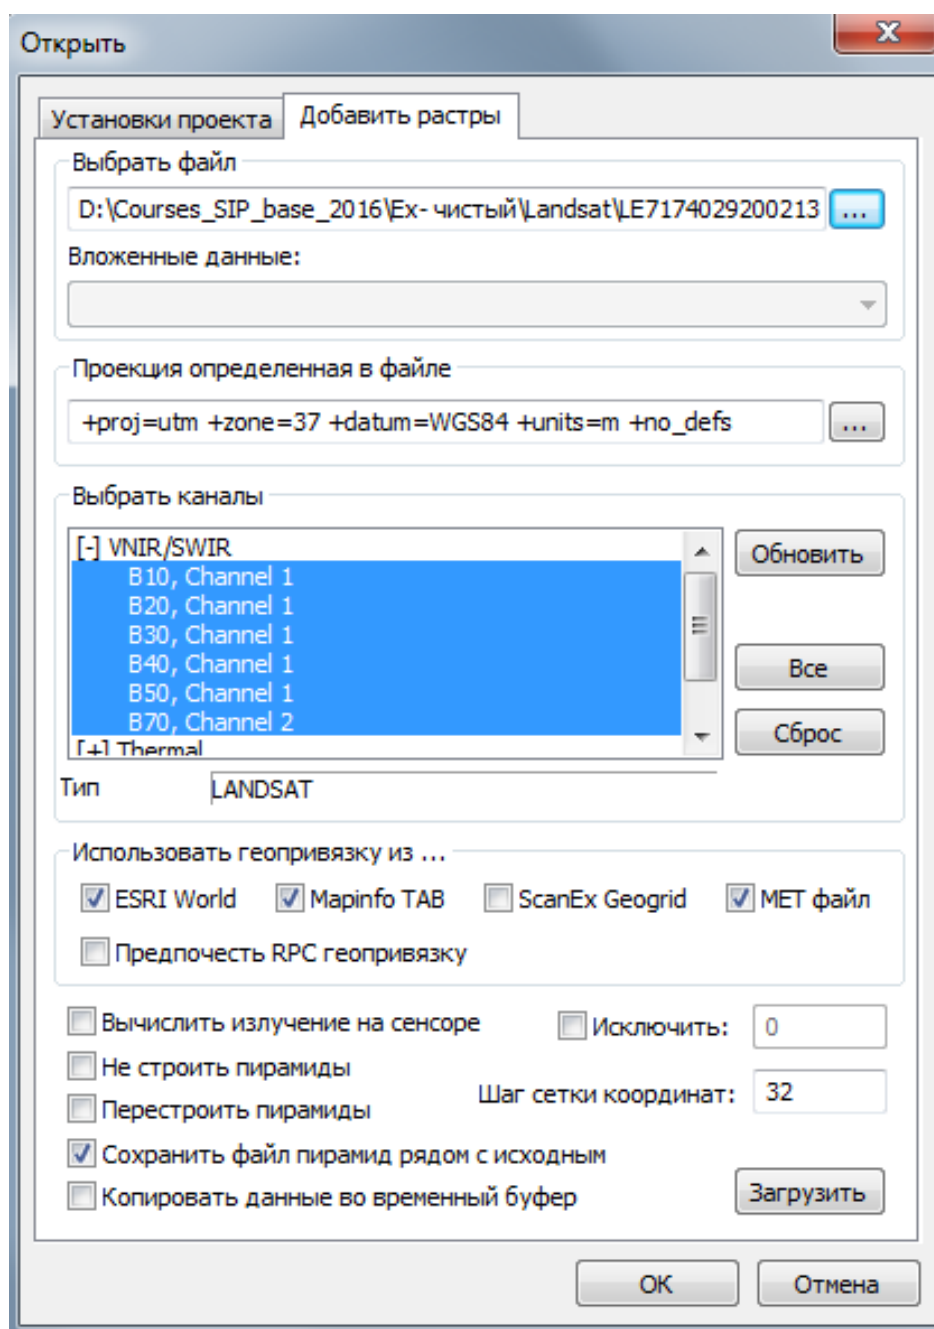 Открыть
Установки проекта Добавить растры
Выбрать файл
D:\Courses_SIP_base_2016\Ex- чистый\Landsat\LE7174029200213 ...
Вложенные данные:
Проекция определенная в файле
+proj=utm +zone=37 +datum=WGS84 +units=m +no_defs ...
Выбрать каналы
[-] VNIR/SWIR
Обновить
B10, Channel 1
B20, Channel 1
B30, Channel 1
B40, Channel 1
Все
B50, Channel 1
B70, Channel 2
Сброс
[+] Thermal
Тип LANDSAT
Использовать геопривязку из ...
ESRI World Mapinfo TAB ScanEx Geogrid MET файл
Предпочесть RPC геопривязку
Вычислить излучение на сенсоре Исключить: 0
Не строить пирамиды
Шаг сетки координат: 32
Перестроить пирамиды
Сохранить файл пирамид рядом с исходным
Копировать данные во временный буфер Загрузить
OK Отмена